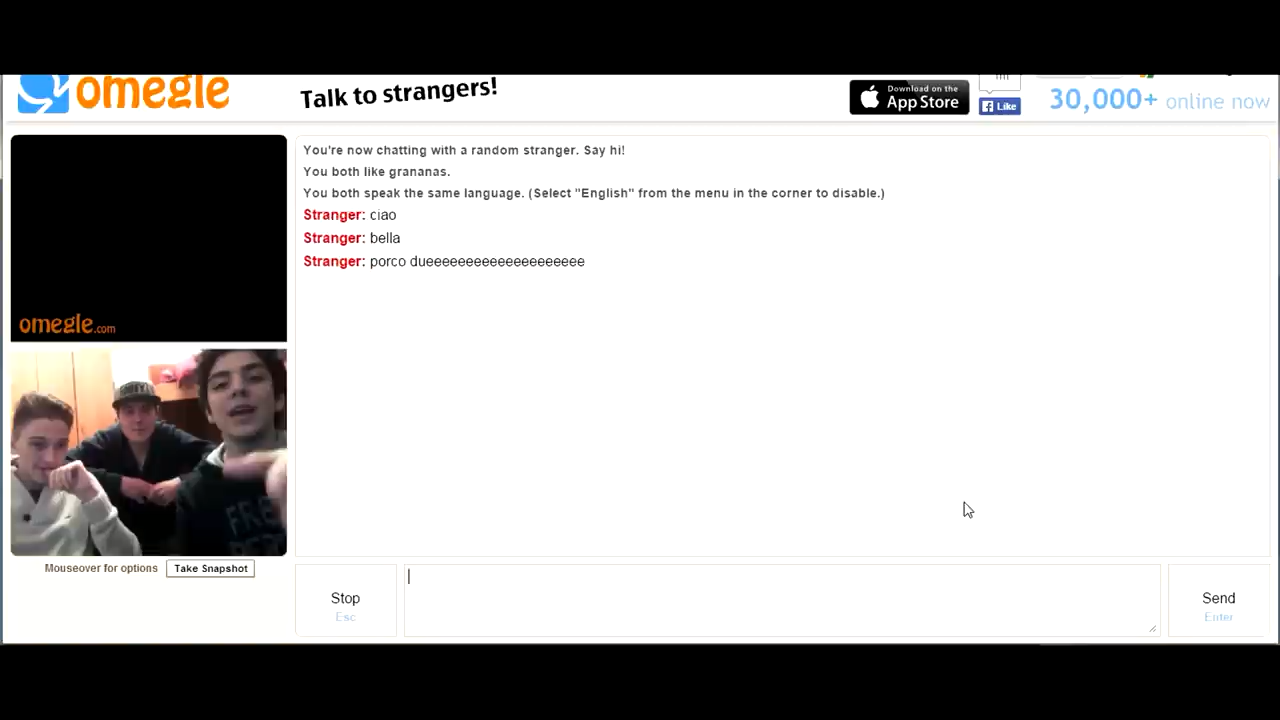 omegle
Talk to strangers!
Download on the
App Store
Like
30,000+ online now
You're now chatting with a random stranger. Say hi!
You both like grananas.
You both speak the same language. (Select "English" from the menu in the corner to disable.)
Stranger: ciao
Stranger: bella
Stranger: porco dueeeeeeeeeeeeeeeeeeee
omegle.com
Mouseover for options
Take Snapshot
Stop
Esc
Send
Enter